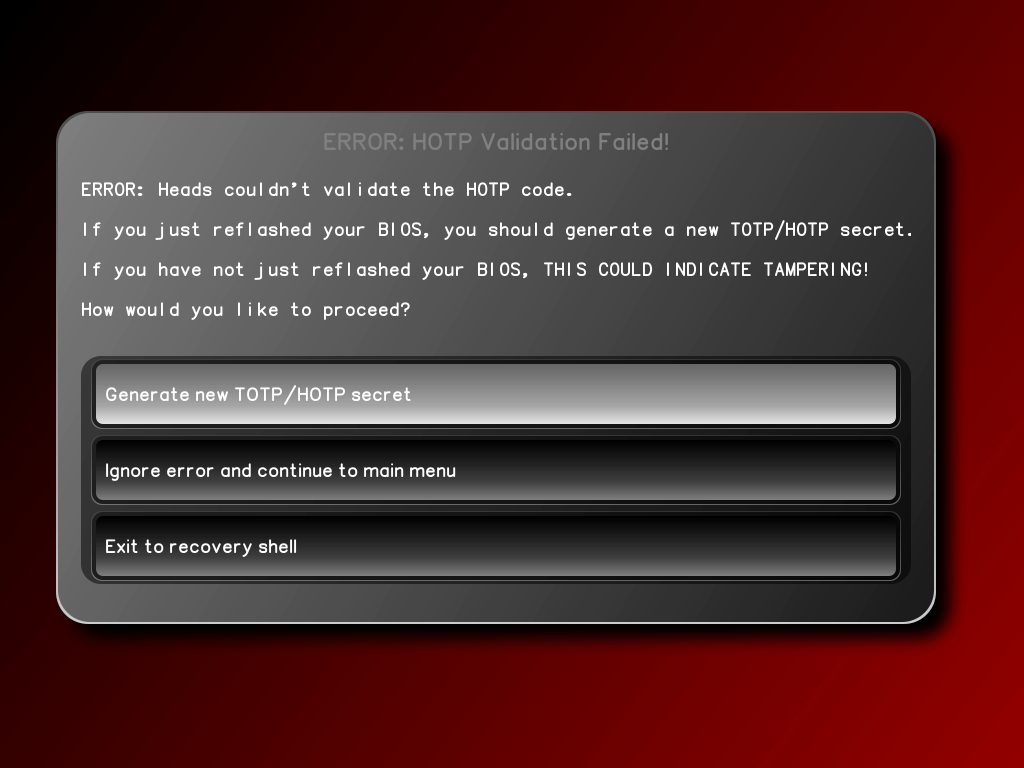 ERROR: HOTP Validation Failed!
ERROR: Heads couldn't validate the HOTP code.
If you just reflashed your BIOS, you should generate a new TOTP/HOTP secret.
If you have not just reflashed your BIOS, THIS COULD INDICATE TAMPERING!
How would you like to proceed?
Generate new TOTP/HOTP secret
Ignore error and continue to main menu
Exit to recovery shell